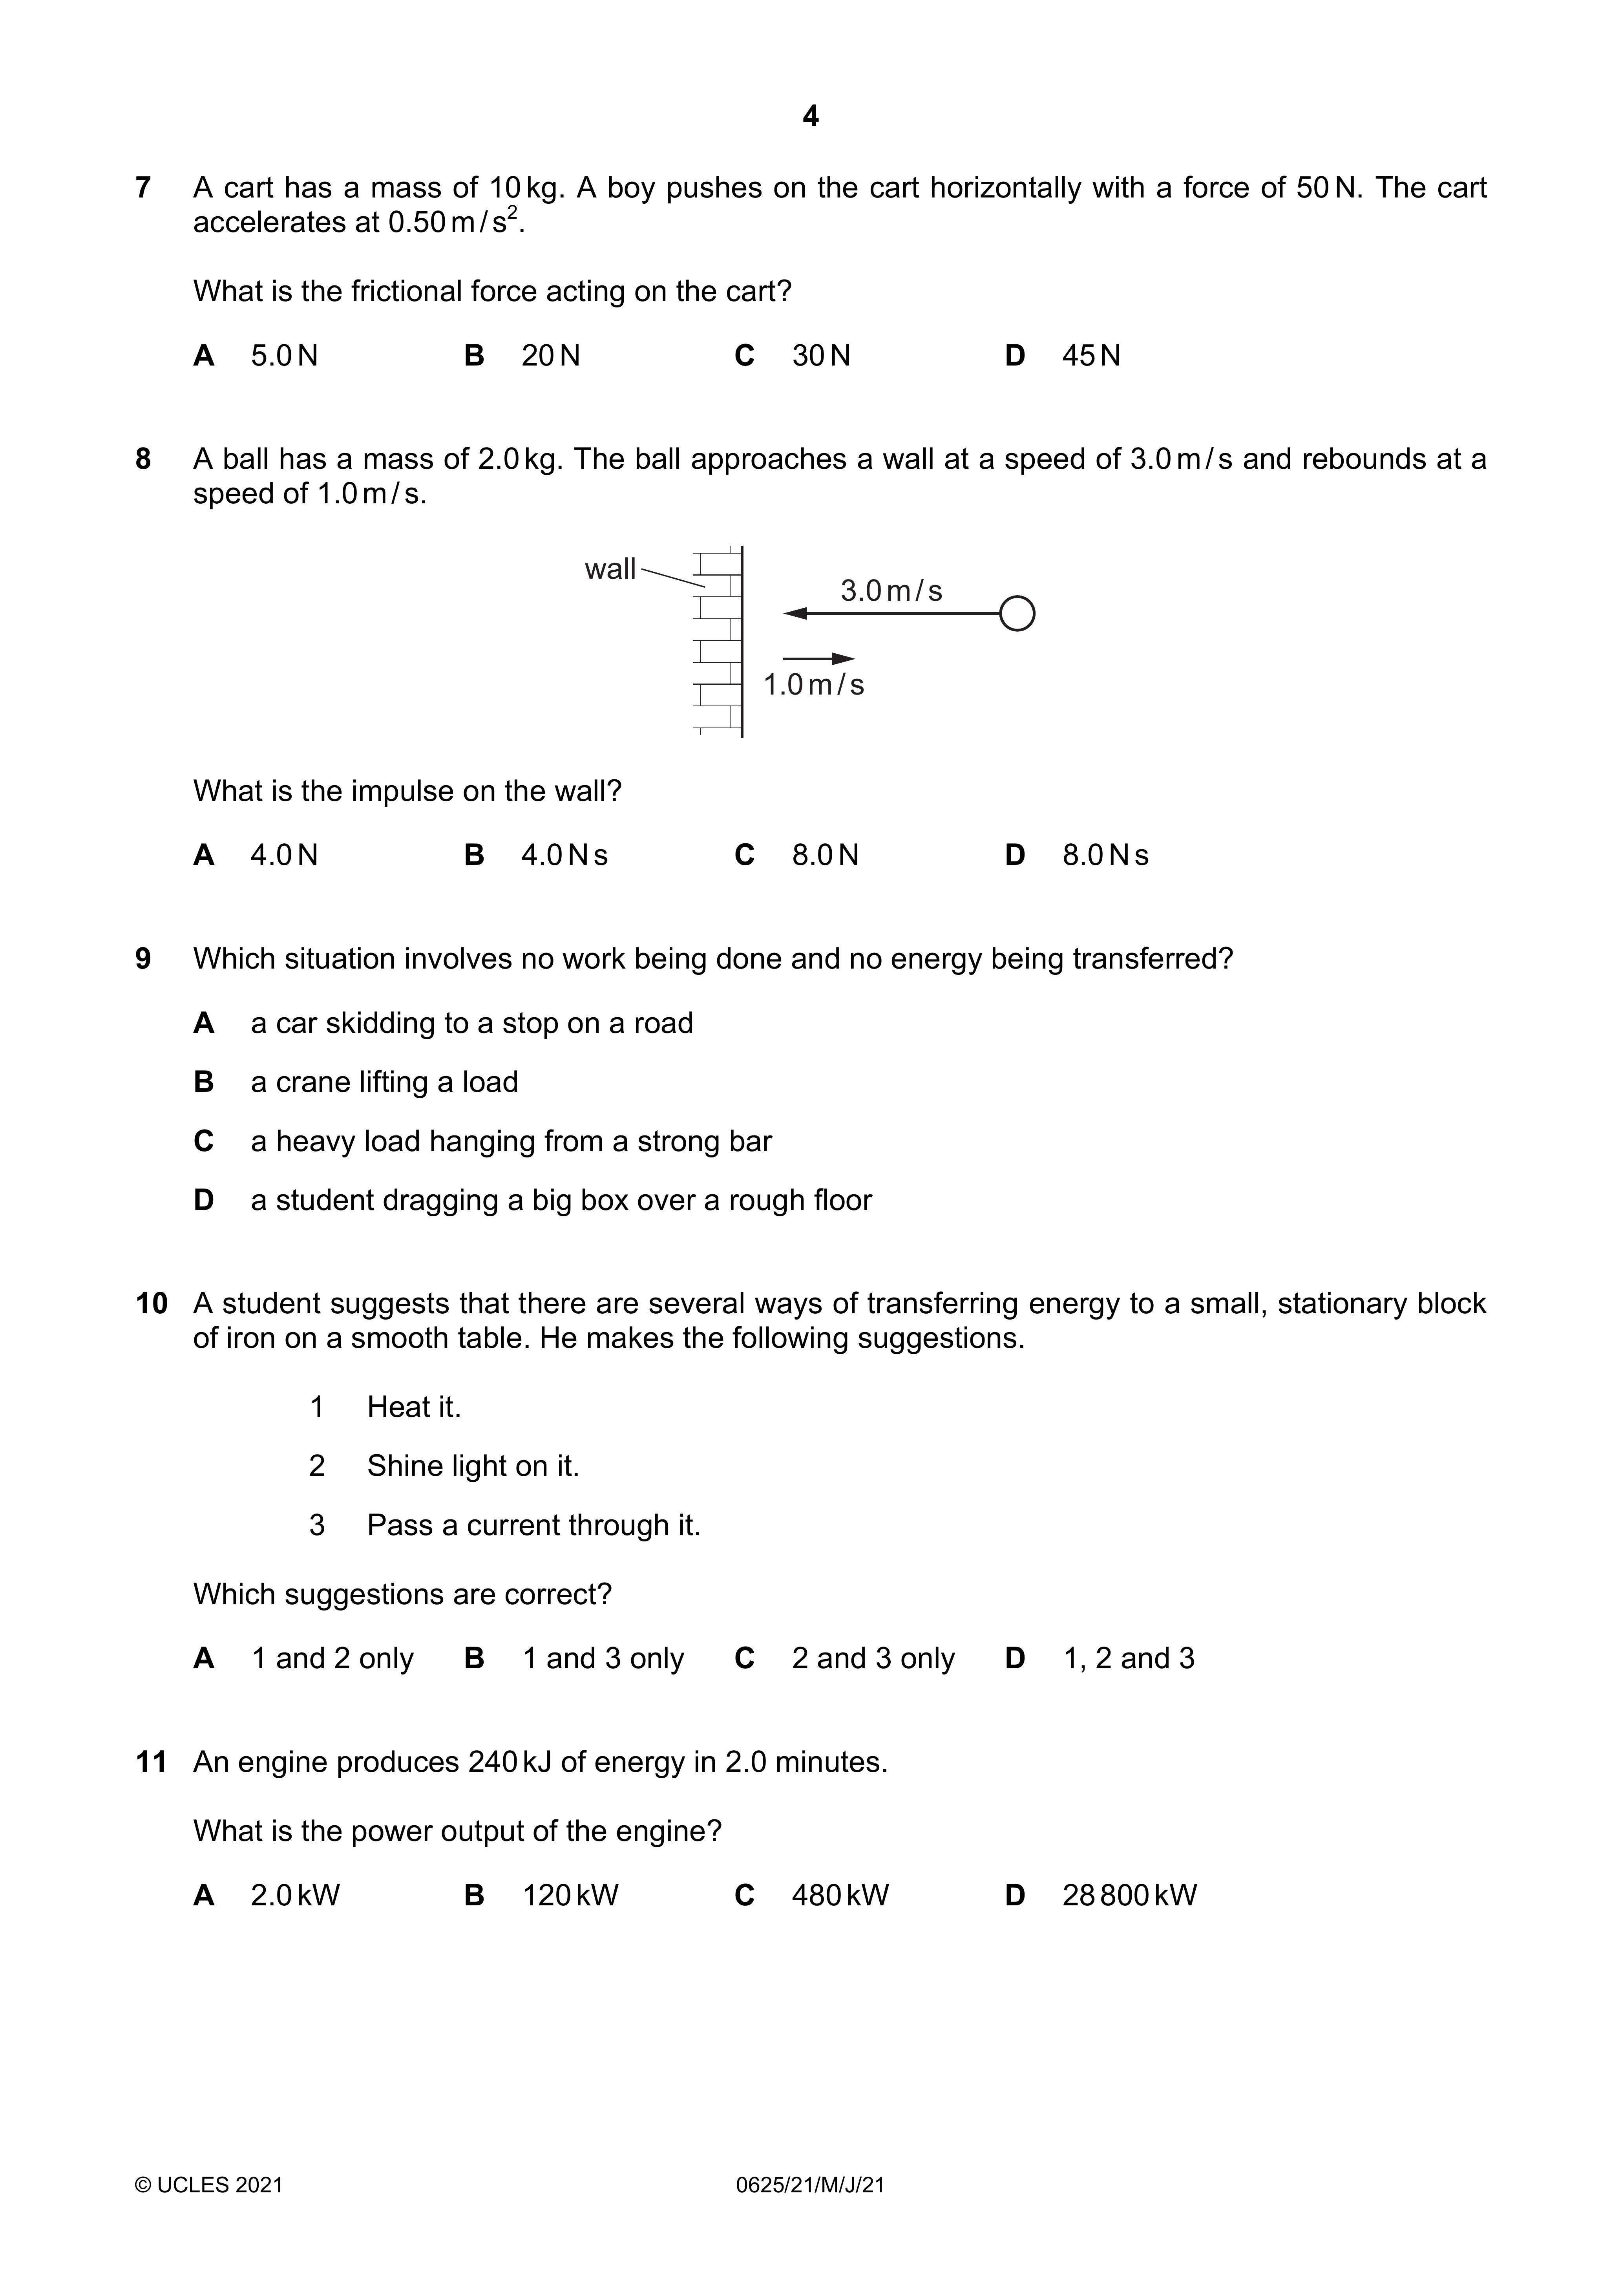 4
7 A cart has a mass of 10 kg. A boy pushes on the cart horizontally with a force of 50 N. The cart
accelerates at 0.50 m / s².
What is the frictional force acting on the cart?
A 5.0 N B 20 N C 30 N D 45 N
8 A ball has a mass of 2.0 kg. The ball approaches a wall at a speed of 3.0 m / s and rebounds at a
speed of 1.0 m / s.
wall
3.0 m / s
1.0 m / s
What is the impulse on the wall?
A 4.0 N B 4.0 N s C 8.0 N D 8.0 N s
9 Which situation involves no work being done and no energy being transferred?
A a car skidding to a stop on a road
B a crane lifting a load
C a heavy load hanging from a strong bar
D a student dragging a big box over a rough floor
10 A student suggests that there are several ways of transferring energy to a small, stationary block
of iron on a smooth table. He makes the following suggestions.
1 Heat it.
2 Shine light on it.
3 Pass a current through it.
Which suggestions are correct?
A 1 and 2 only B 1 and 3 only C 2 and 3 only D 1, 2 and 3
11 An engine produces 240 kJ of energy in 2.0 minutes.
What is the power output of the engine?
A 2.0 kW B 120 kW C 480 kW D 28 800 kW
© UCLES 2021 0625/21/M/J/21